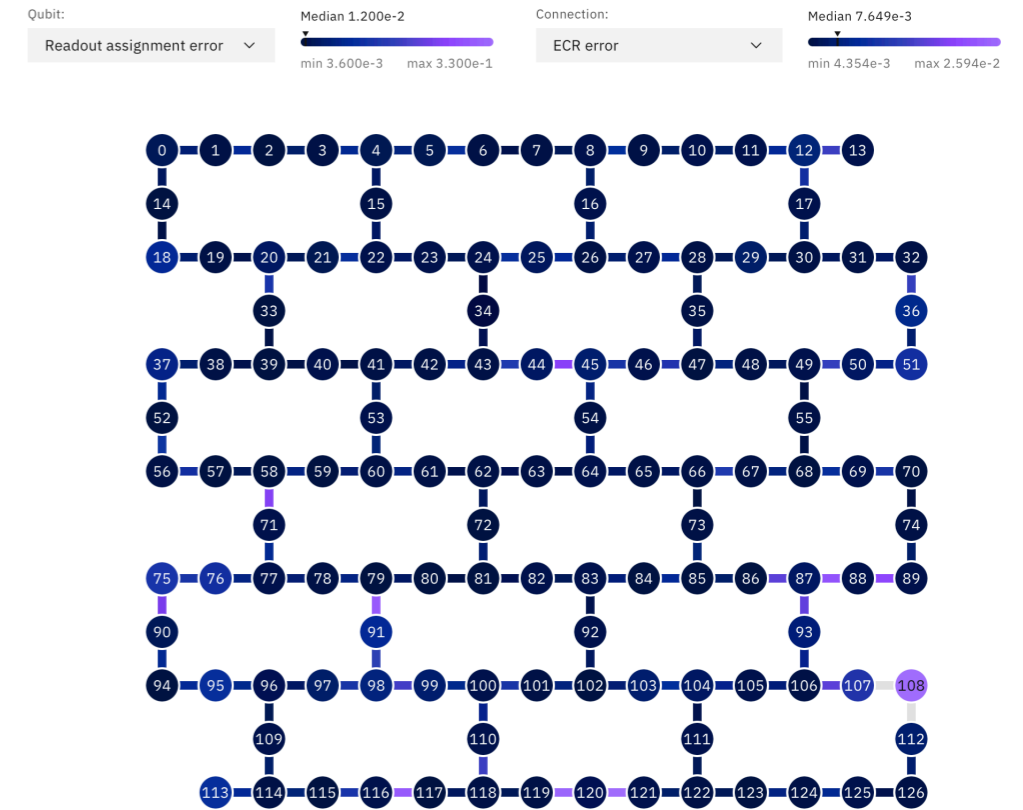 Qubit: Median 1.200e-2 Connection: Median 7.649e-3
Readout assignment error ECR error
min 3.600e-3 max 3.300e-1 min 4.354e-3 max 2.594e-2
0 1 2 3 4 5 6 7 8 9 10 11 12 13
14 15 16 17
18 19 20 21 22 23 24 25 26 27 28 29 30 31 32
33 34 35 36
37 38 39 40 41 42 43 44 45 46 47 48 49 50 51
52 53 54 55
56 57 58 59 60 61 62 63 64 65 66 67 68 69 70
71 72 73 74
75 76 77 78 79 80 81 82 83 84 85 86 87 88 89
90 91 92 93
94 95 96 97 98 99 100 101 102 103 104 105 106 107 108
109 110 111 112
113 114 115 116 117 118 119 120 121 122 123 124 125 126